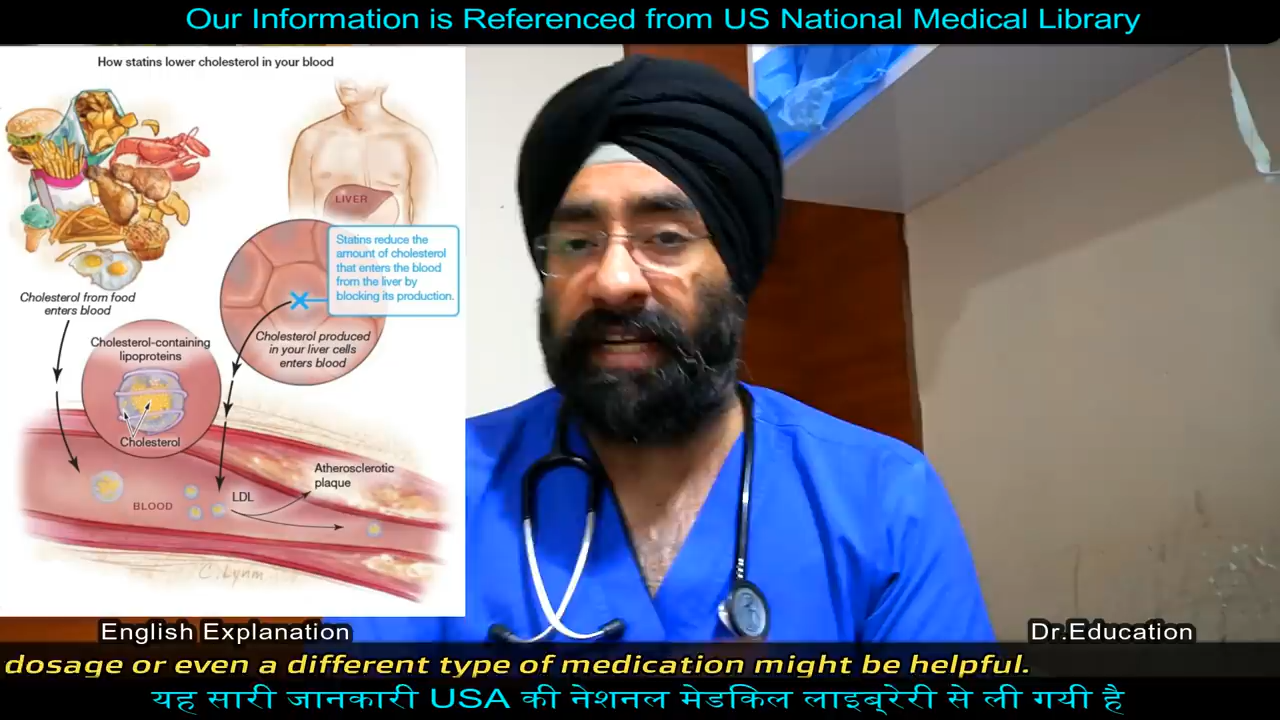 Our Information is Referenced from US National Medical Library
How statins lower cholesterol in your blood
LIVER
Statins reduce the
amount of cholesterol
that enters the blood
from the liver by
blocking its production.
Cholesterol from food
enters blood
Cholesterol produced
in your liver cells
enters blood
Cholesterol-containing
lipoproteins
Cholesterol
Atherosclerotic
plaque
LDL
BLOOD
C. Lynm
English Explanation
Dr.Education
dosage or even a different type of medication might be helpful.
यह सारी जानकारी USA की नेशनल मेडकिल लाइब्रेरी से ली गयी है